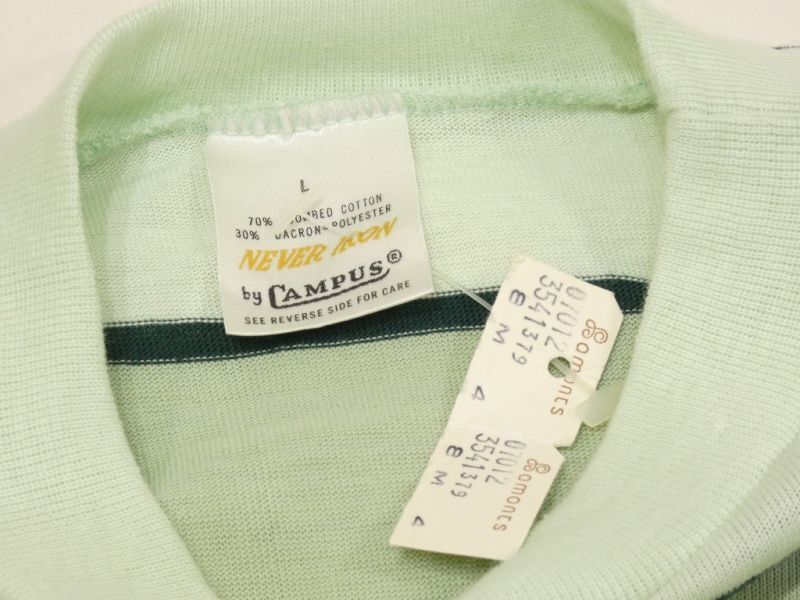 L
70% COMBED COTTON
30% DACRON POLYESTER
NEVER IRON
by CAMPUS®
SEE REVERSE SIDE FOR CARE
Lamonts
07012
3541379
8 M
4
Lamonts
07012
3541379
8 M
4